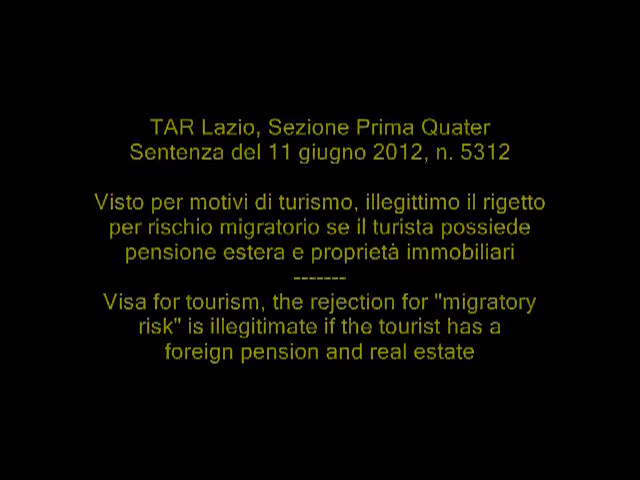 TAR Lazio, Sezione Prima Quater
Sentenza del 11 giugno 2012, n. 5312
Visto per motivi di turismo, illegittimo il rigetto
per rischio migratorio se il turista possiede
pensione estera e proprietà immobiliari
-------
Visa for tourism, the rejection for "migratory
risk" is illegitimate if the tourist has a
foreign pension and real estate